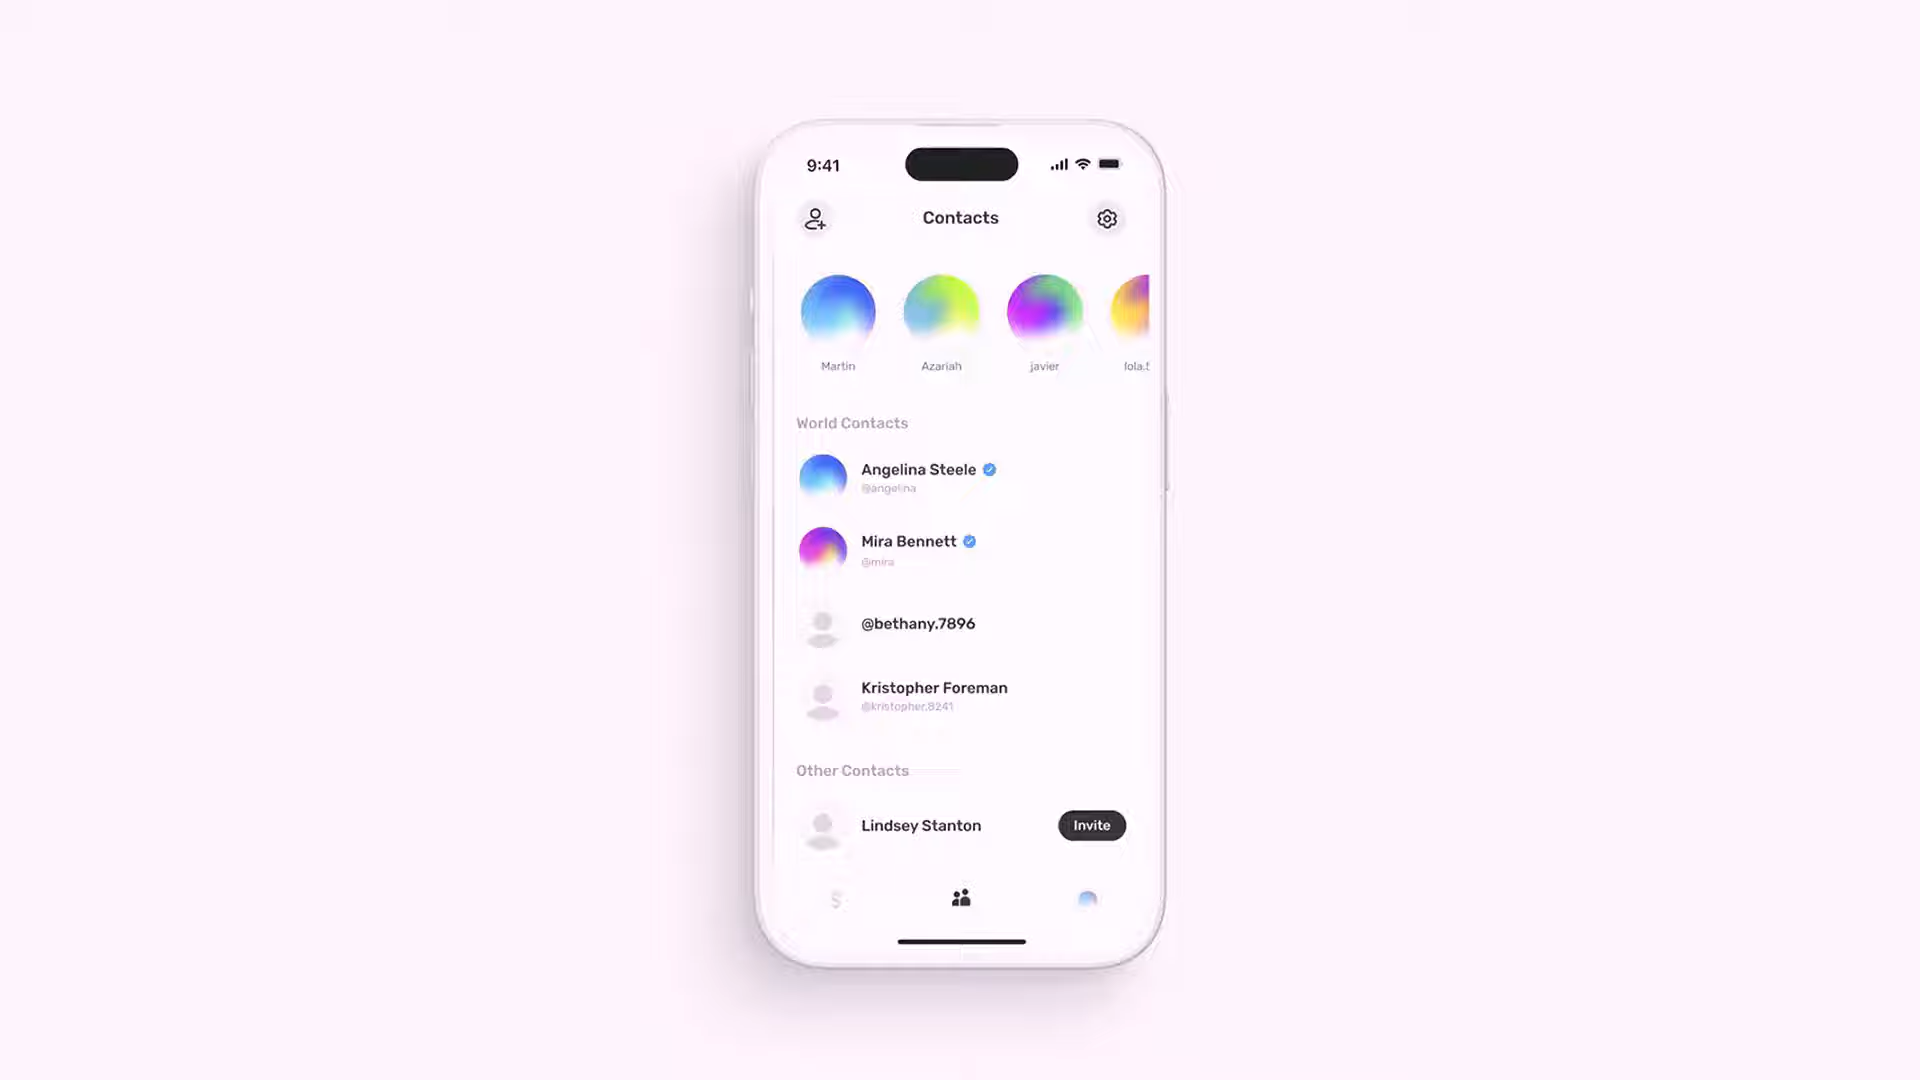 9:41
Contacts
Martin
Azariah
javier
World Contacts
Angelina Steele
@angelina
Mira Bennett
@mira
@bethany.7896
Kristopher Foreman
@kristopher.8241
Other Contacts
Lindsey Stanton
Invite
$